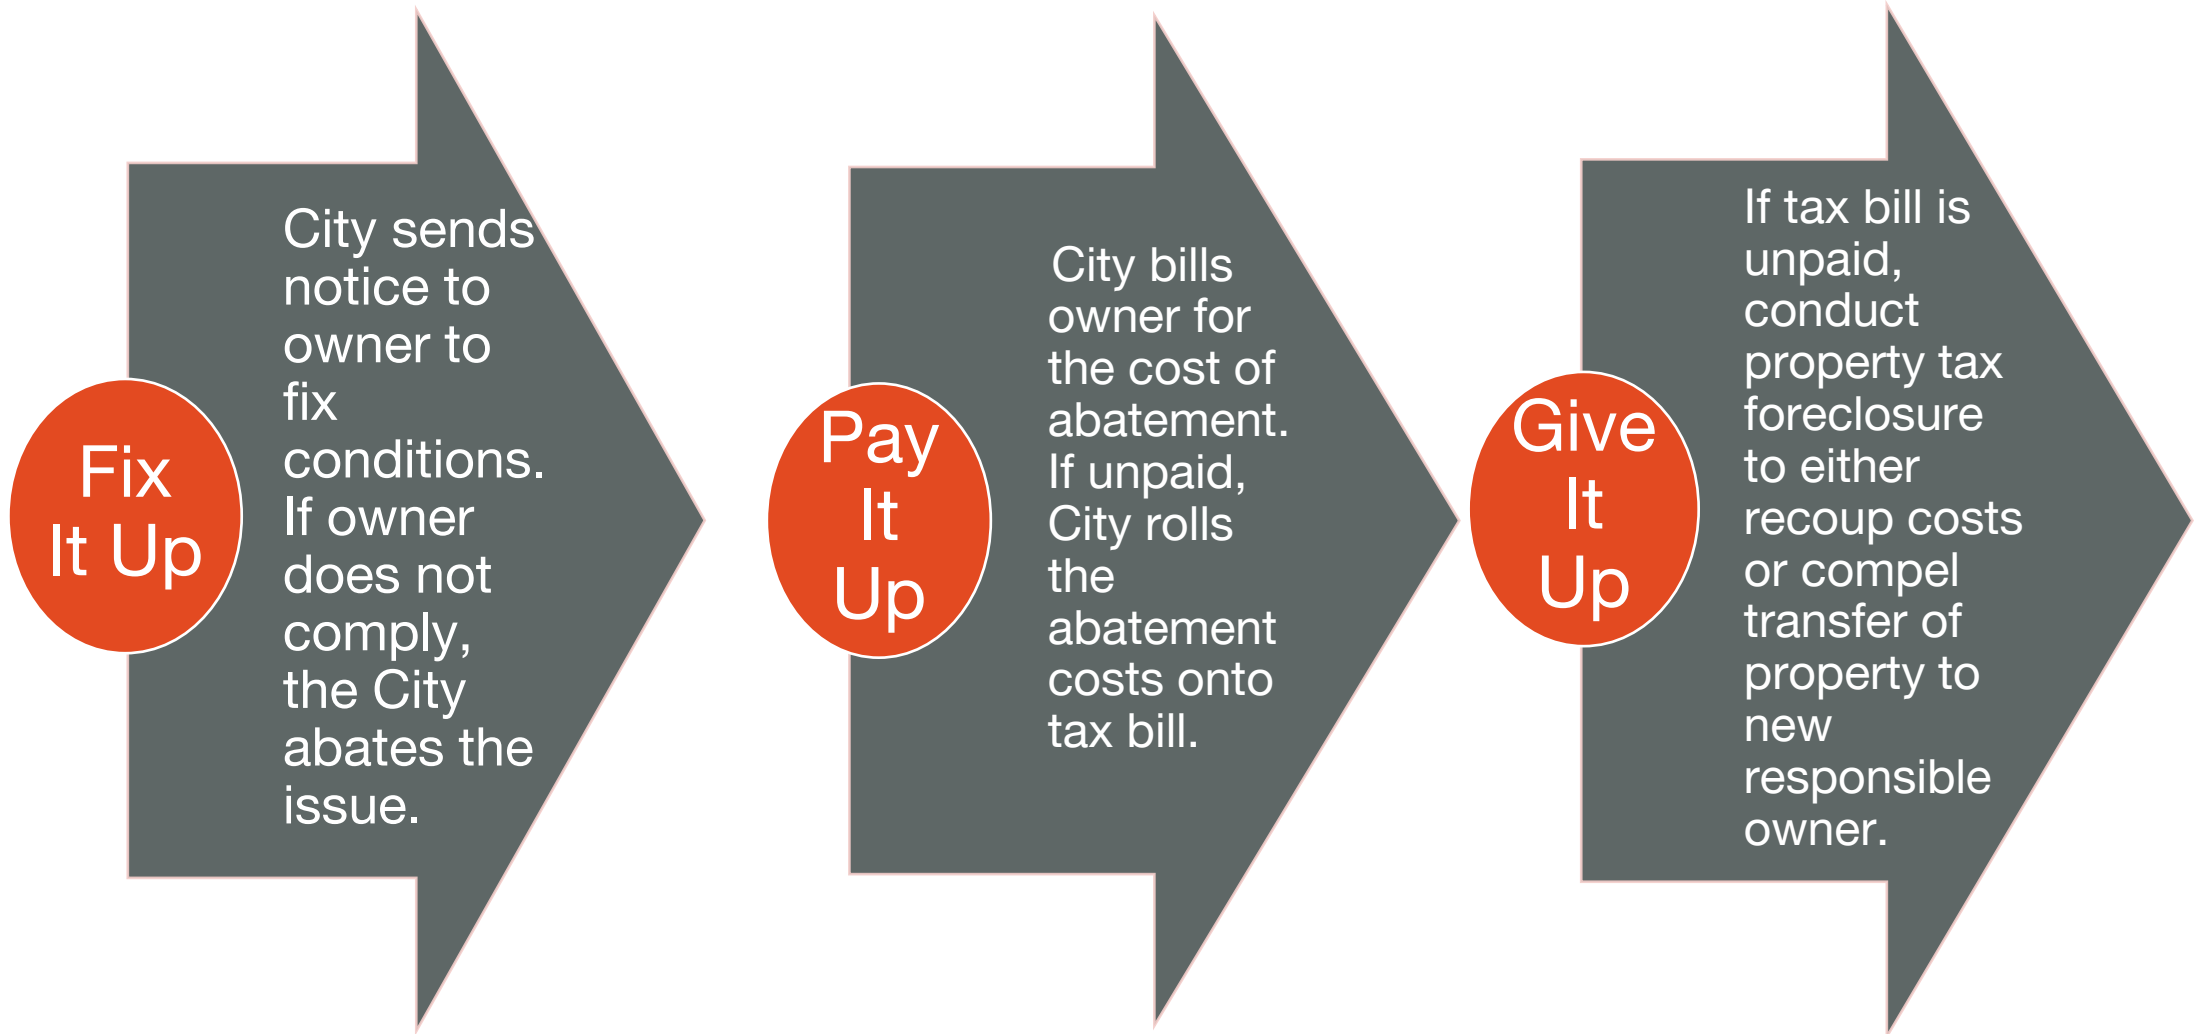 Fix
It Up
City sends
notice to
owner to
fix
conditions.
If owner
does not
comply,
the City
abates the
issue.
Pay
It
Up
City bills
owner for
the cost of
abatement.
If unpaid,
City rolls
the
abatement
costs onto
tax bill.
Give
It
Up
If tax bill is
unpaid,
conduct
property tax
foreclosure
to either
recoup costs
or compel
transfer of
property to
new
responsible
owner.